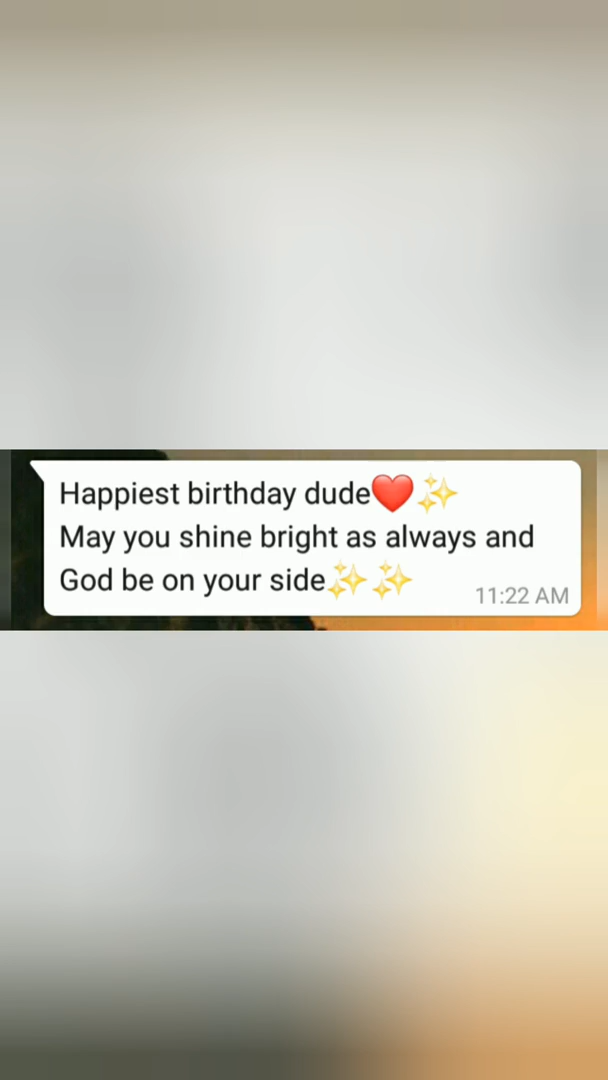 Happiest birthday dude❤️✨
May you shine bright as always and
God be on your side✨✨
11:22 AM